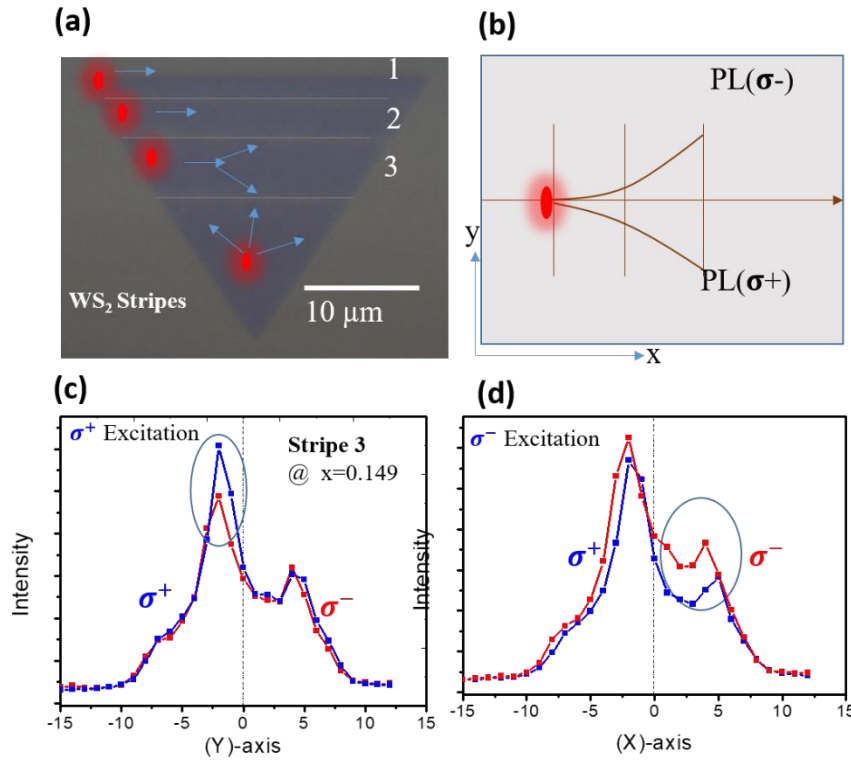 (a)
1
2
3
WS₂ Stripes
10 µm
(b)
PL(σ-)
y
PL(σ+)
x
(c)
σ⁺ Excitation
Stripe 3
@ x=0.149
σ⁺
σ⁻
Intensity
-15 -10 -5 0 5 10 15
(Y)-axis
(d)
σ⁻ Excitation
σ⁺
σ⁻
Intensity
-15 -10 -5 0 5 10 15
(X)-axis